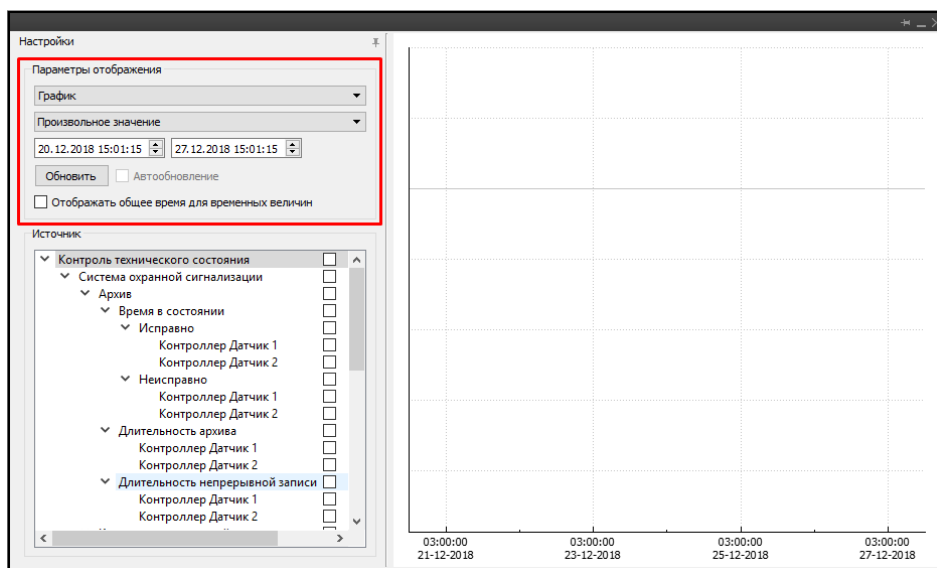 Настройки
Параметры отображения
График
Произвольное значение
20.12.2018 15:01:15 27.12.2018 15:01:15
Обновить Автообновление
Отображать общее время для временных величин
Источник
Контроль технического состояния
Система охранной сигнализации
Архив
Время в состоянии
Исправно
Контроллер Датчик 1
Контроллер Датчик 2
Неисправно
Контроллер Датчик 1
Контроллер Датчик 2
Длительность архива
Контроллер Датчик 1
Контроллер Датчик 2
Длительность непрерывной записи
Контроллер Датчик 1
Контроллер Датчик 2
03:00:00 03:00:00 03:00:00 03:00:00
21-12-2018 23-12-2018 25-12-2018 27-12-2018